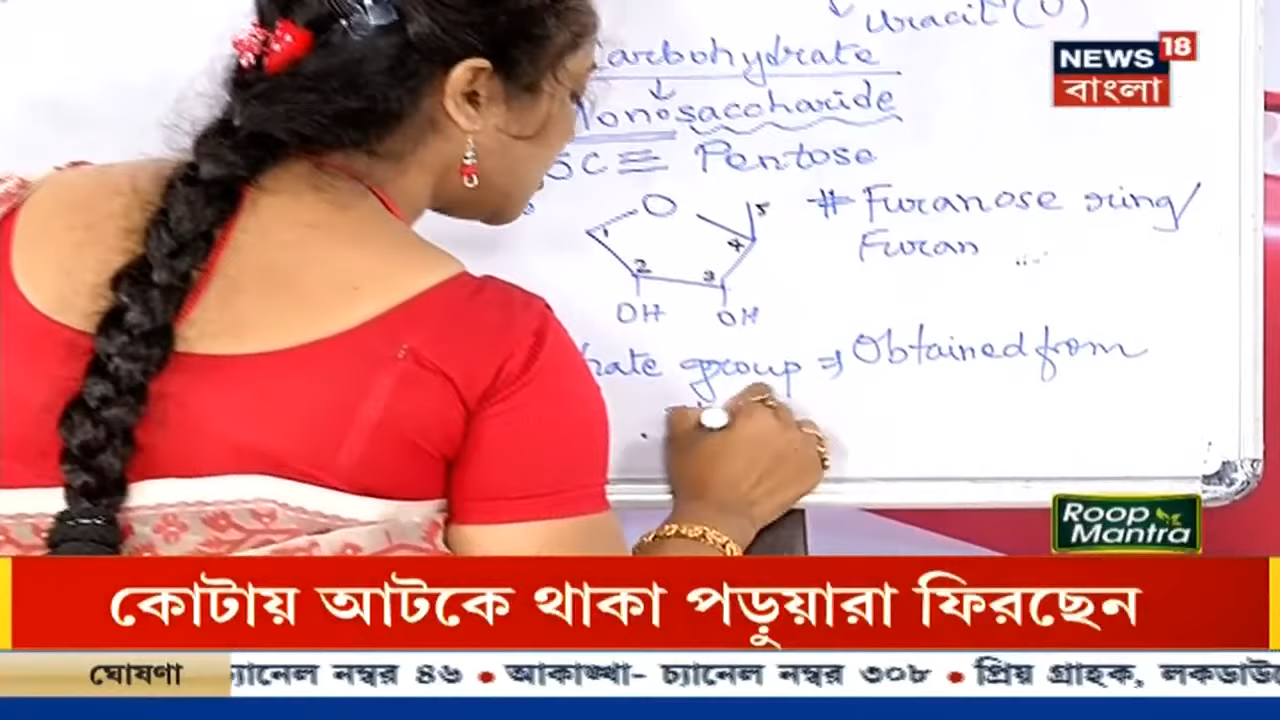 Uracil (U)
Carbohydrate
Monosaccharide
5C ≡ Pentose
O
5
# Furanose ring/
1
4
Furan "
2
3
OH
OH
hate group ⇒ Obtained from
NEWS 18
বাংলা
Roop
Mantra
কোটায় আটকে থাকা পড়ুয়ারা ফিরছেন
ঘোষণা
চ্যানেল নম্বর ৪৬ • আকাঙ্খা- চ্যানেল নম্বর ৩০৮ • প্রিয় গ্রাহক, লকডাউ